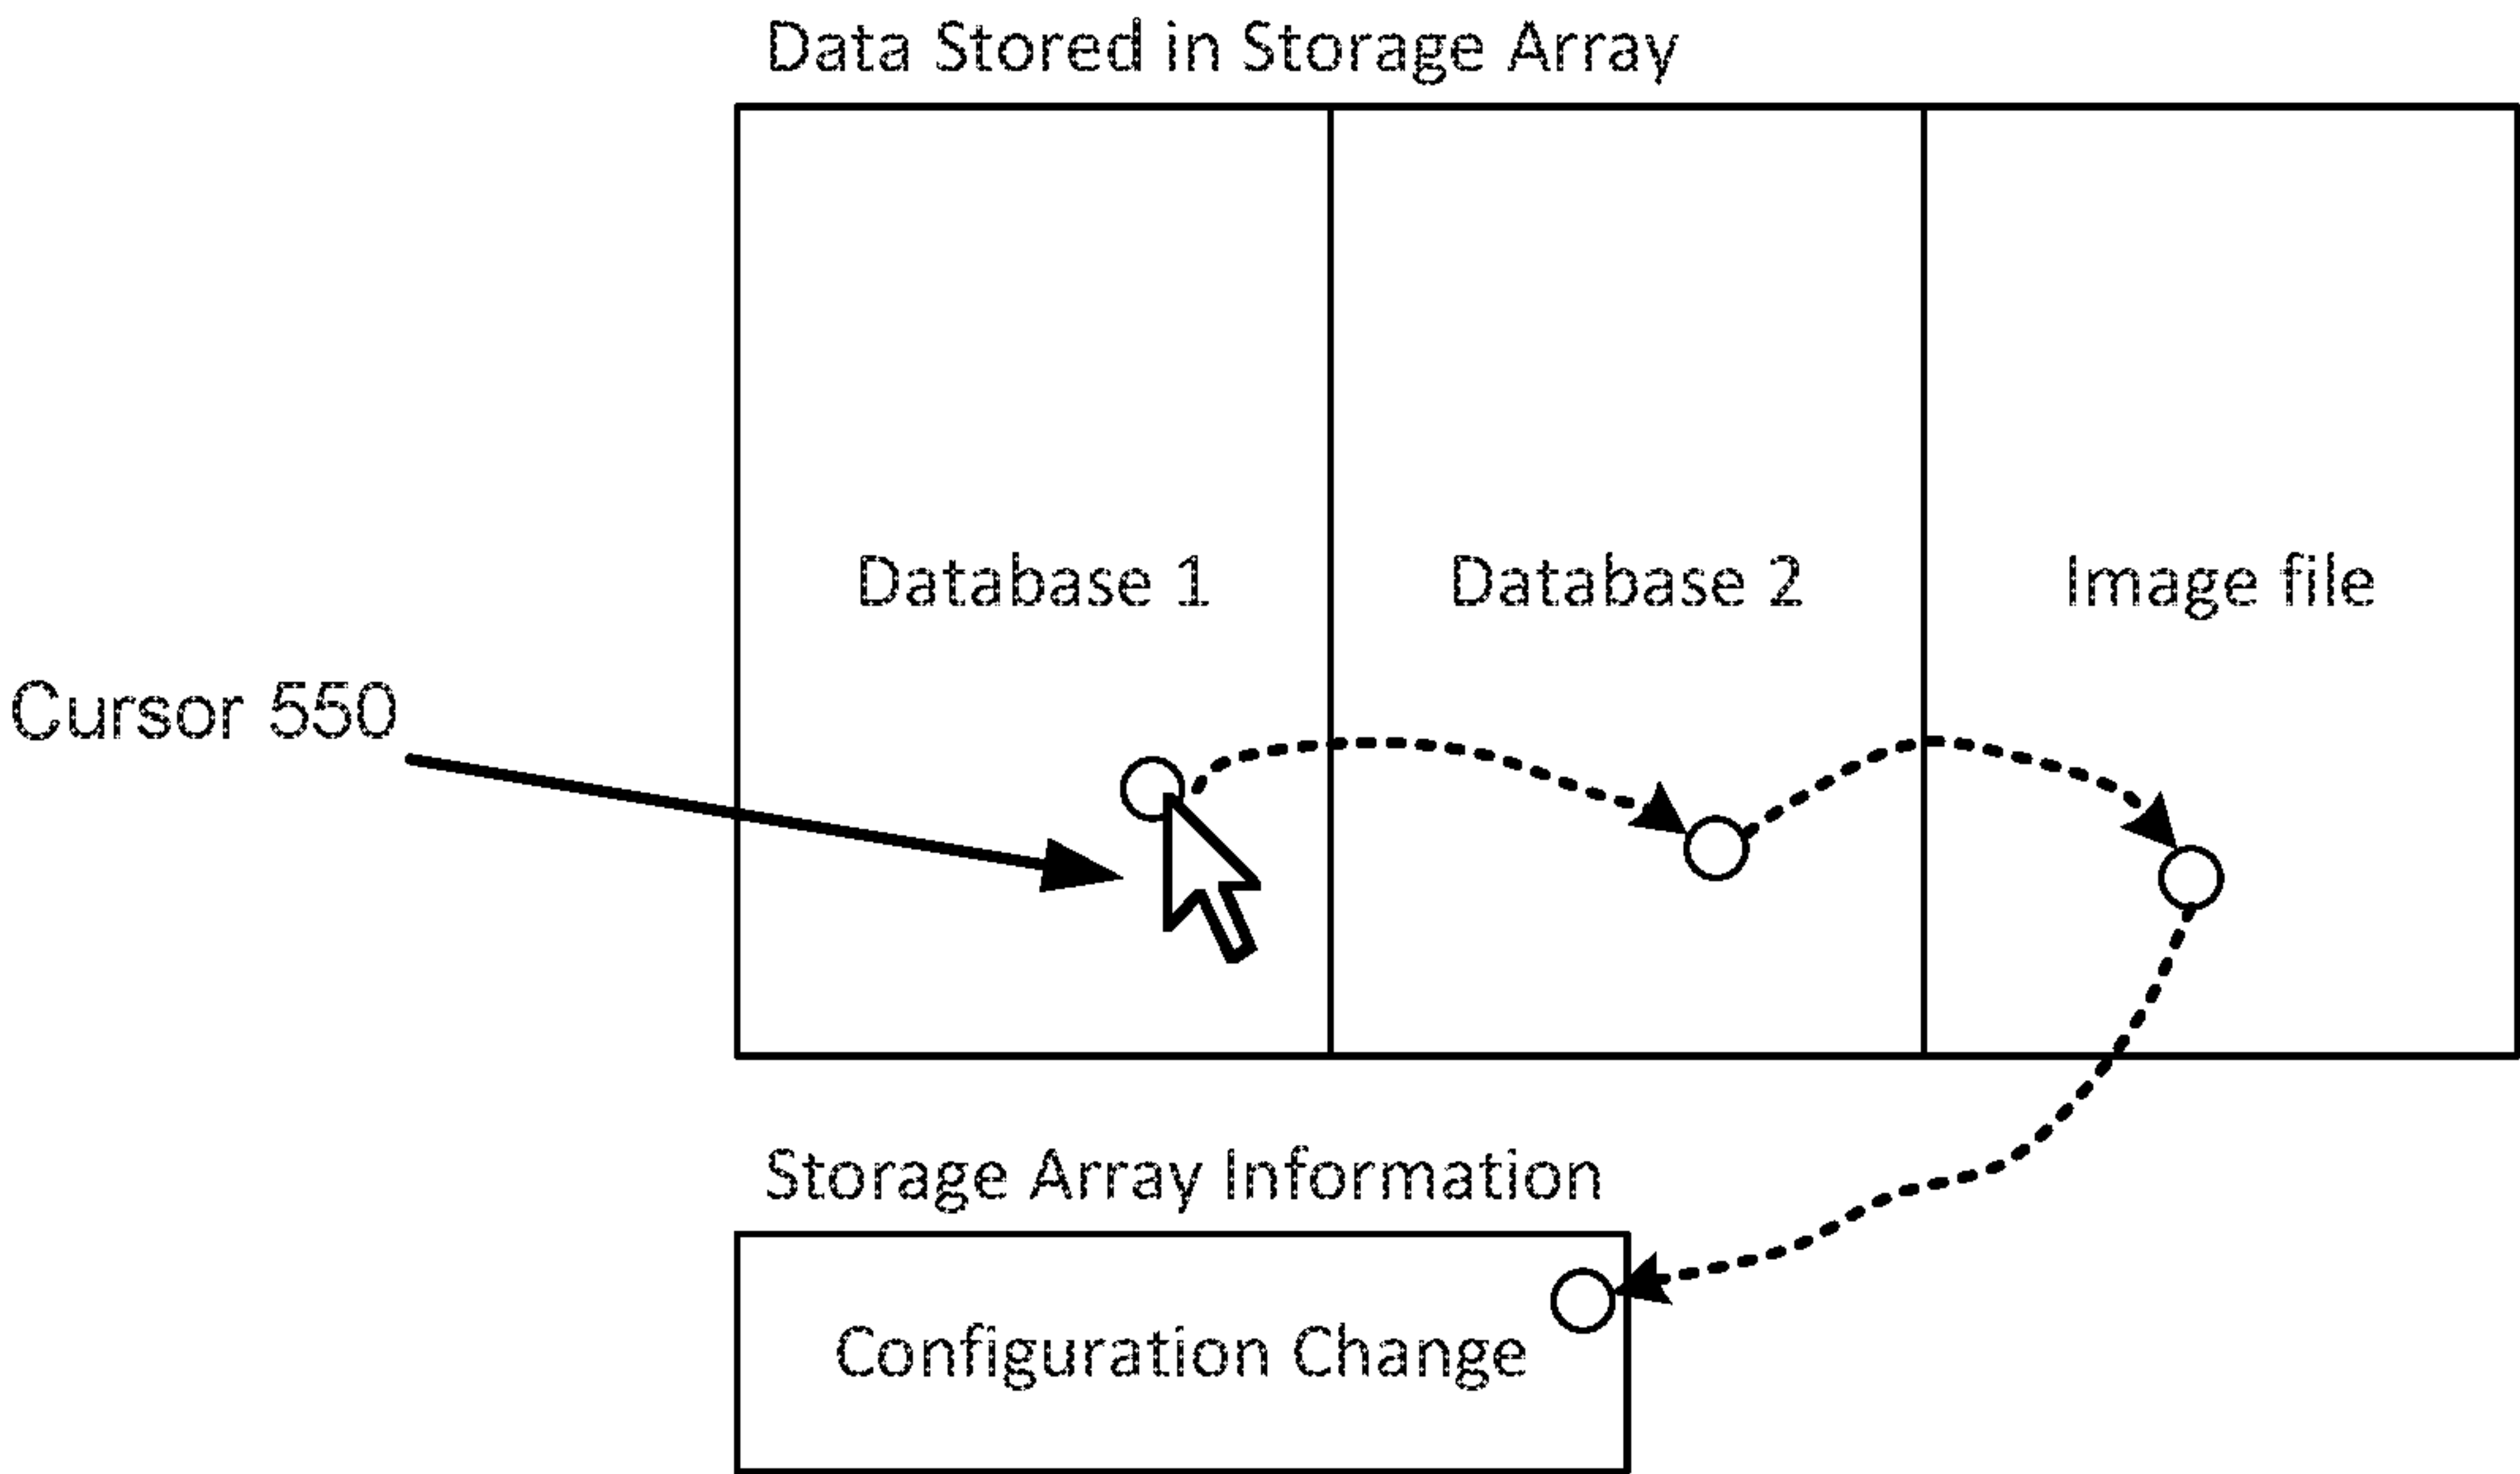 Data Stored in Storage Array
Database 1
Database 2
Image file
Cursor 550
Storage Array Information
Configuration Change